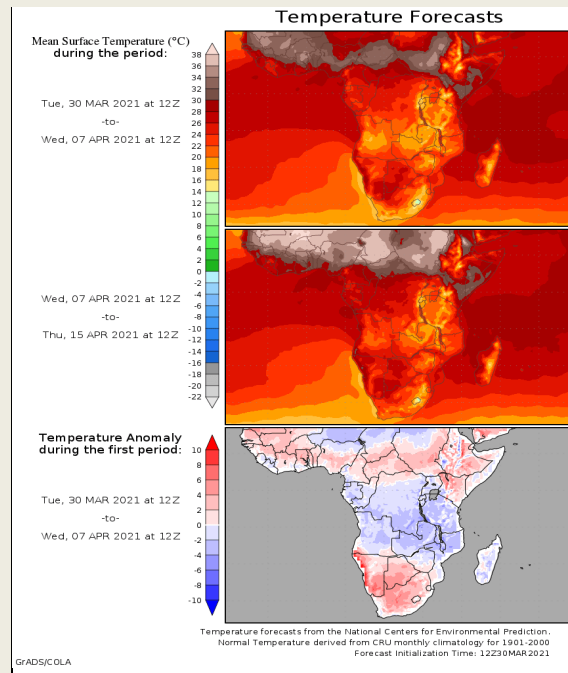 Temperature Forecasts
Mean Surface Temperature (°C)
during the period:
Tue, 30 MAR 2021 at 12Z
-to-
Wed, 07 APR 2021 at 12Z
38
36
34
32
30
28
26
24
22
20
18
16
14
12
10
8
6
4
2
0
-2
-4
-6
-8
-10
-12
-14
-16
-18
-20
-22
Wed, 07 APR 2021 at 12Z
-to-
Thu, 15 APR 2021 at 12Z
Temperature Anomaly
during the first period:
Tue, 30 MAR 2021 at 12Z
-to-
Wed, 07 APR 2021 at 12Z
10
8
6
4
2
0
-2
-4
-6
-8
-10
Temperature forecasts from the National Centers for Environmental Prediction.
Normal Temperature derived from CRU monthly climatology for 1901-2000
Forecast Initialization Time: 12Z30MAR2021
GrADS/COLA